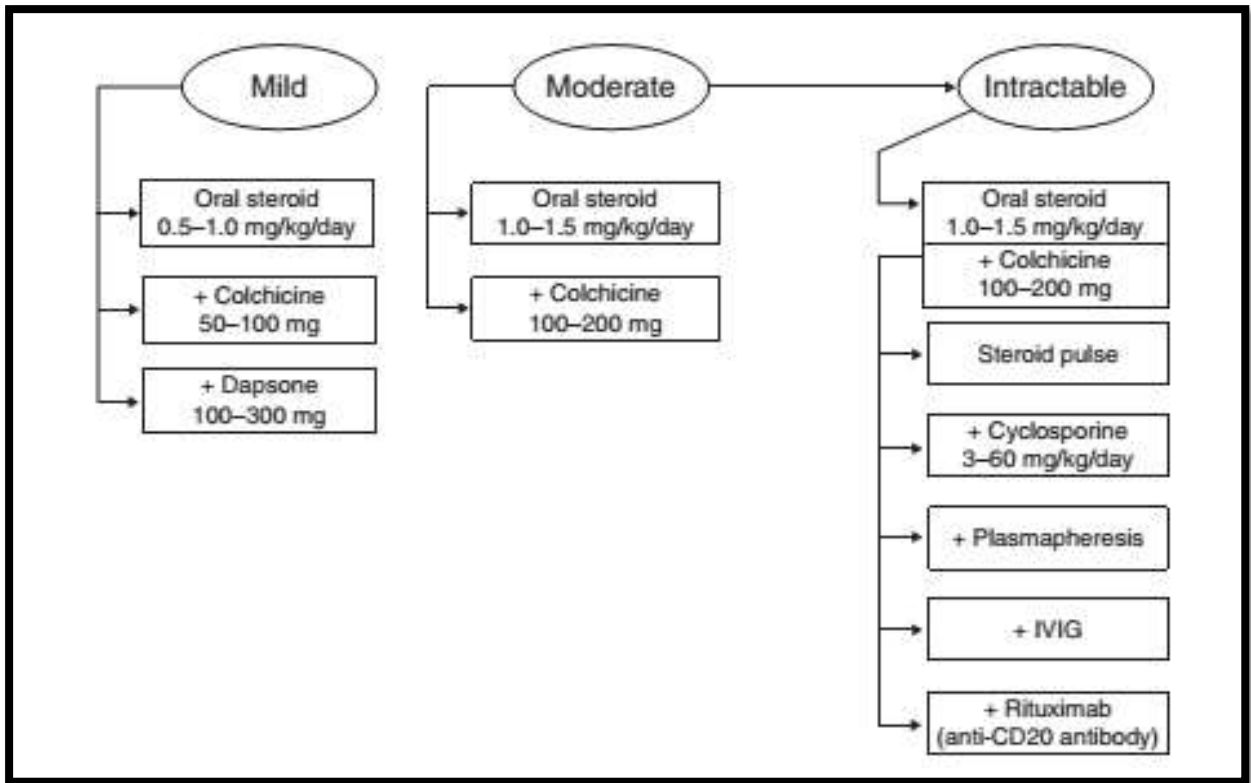 Mild
Moderate
Intractable
Oral steroid
0.5–1.0 mg/kg/day
+ Colchicine
50–100 mg
+ Dapsone
100–300 mg
Oral steroid
1.0–1.5 mg/kg/day
+ Colchicine
100–200 mg
Oral steroid
1.0–1.5 mg/kg/day
+ Colchicine
100–200 mg
Steroid pulse
+ Cyclosporine
3–60 mg/kg/day
+ Plasmapheresis
+ IVIG
+ Rituximab
(anti-CD20 antibody)